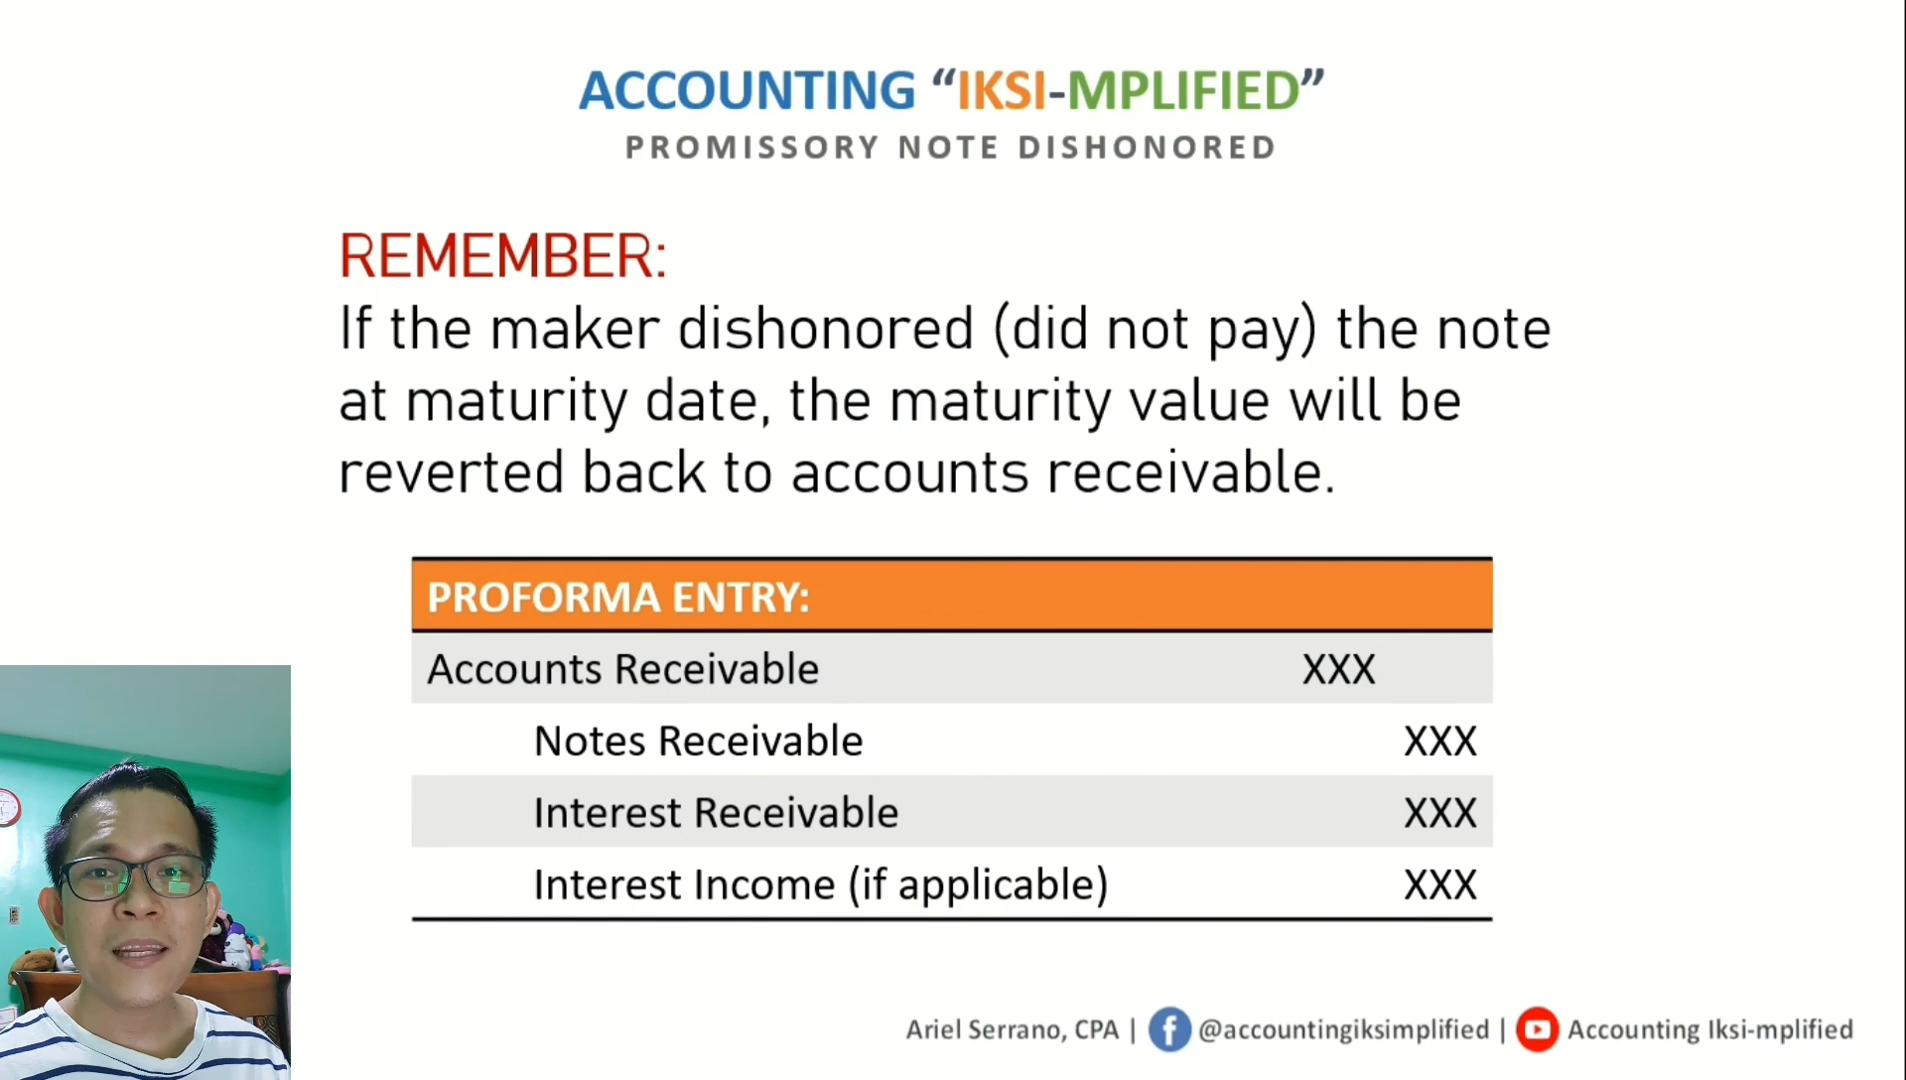 ACCOUNTING “IKSI-MPLIFIED”
PROMISSORY NOTE DISHONORED
REMEMBER:
If the maker dishonored (did not pay) the note
at maturity date, the maturity value will be
reverted back to accounts receivable.
PROFORMA ENTRY:
Accounts Receivable XXX
Notes Receivable XXX
Interest Receivable XXX
Interest Income (if applicable) XXX
Ariel Serrano, CPA | @accountingiksimplified | Accounting Iksi-mplified